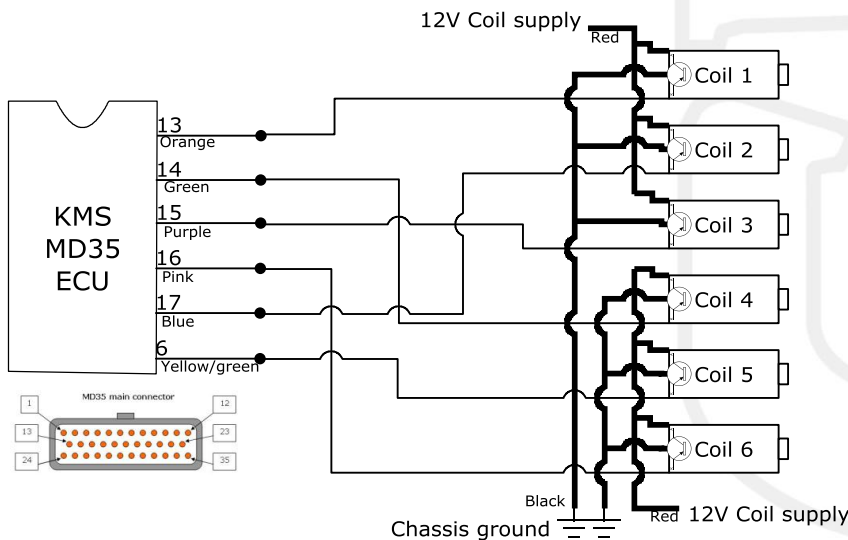 12V Coil supply
Red
Coil 1
13
Orange
Coil 2
14
Green
KMS
MD35
ECU
15
Purple
Coil 3
16
Pink
Coil 4
17
Blue
6
Yellow/green
Coil 5
MD35 main connector
1
12
13
23
24
35
Coil 6
Black
Red 12V Coil supply
Chassis ground